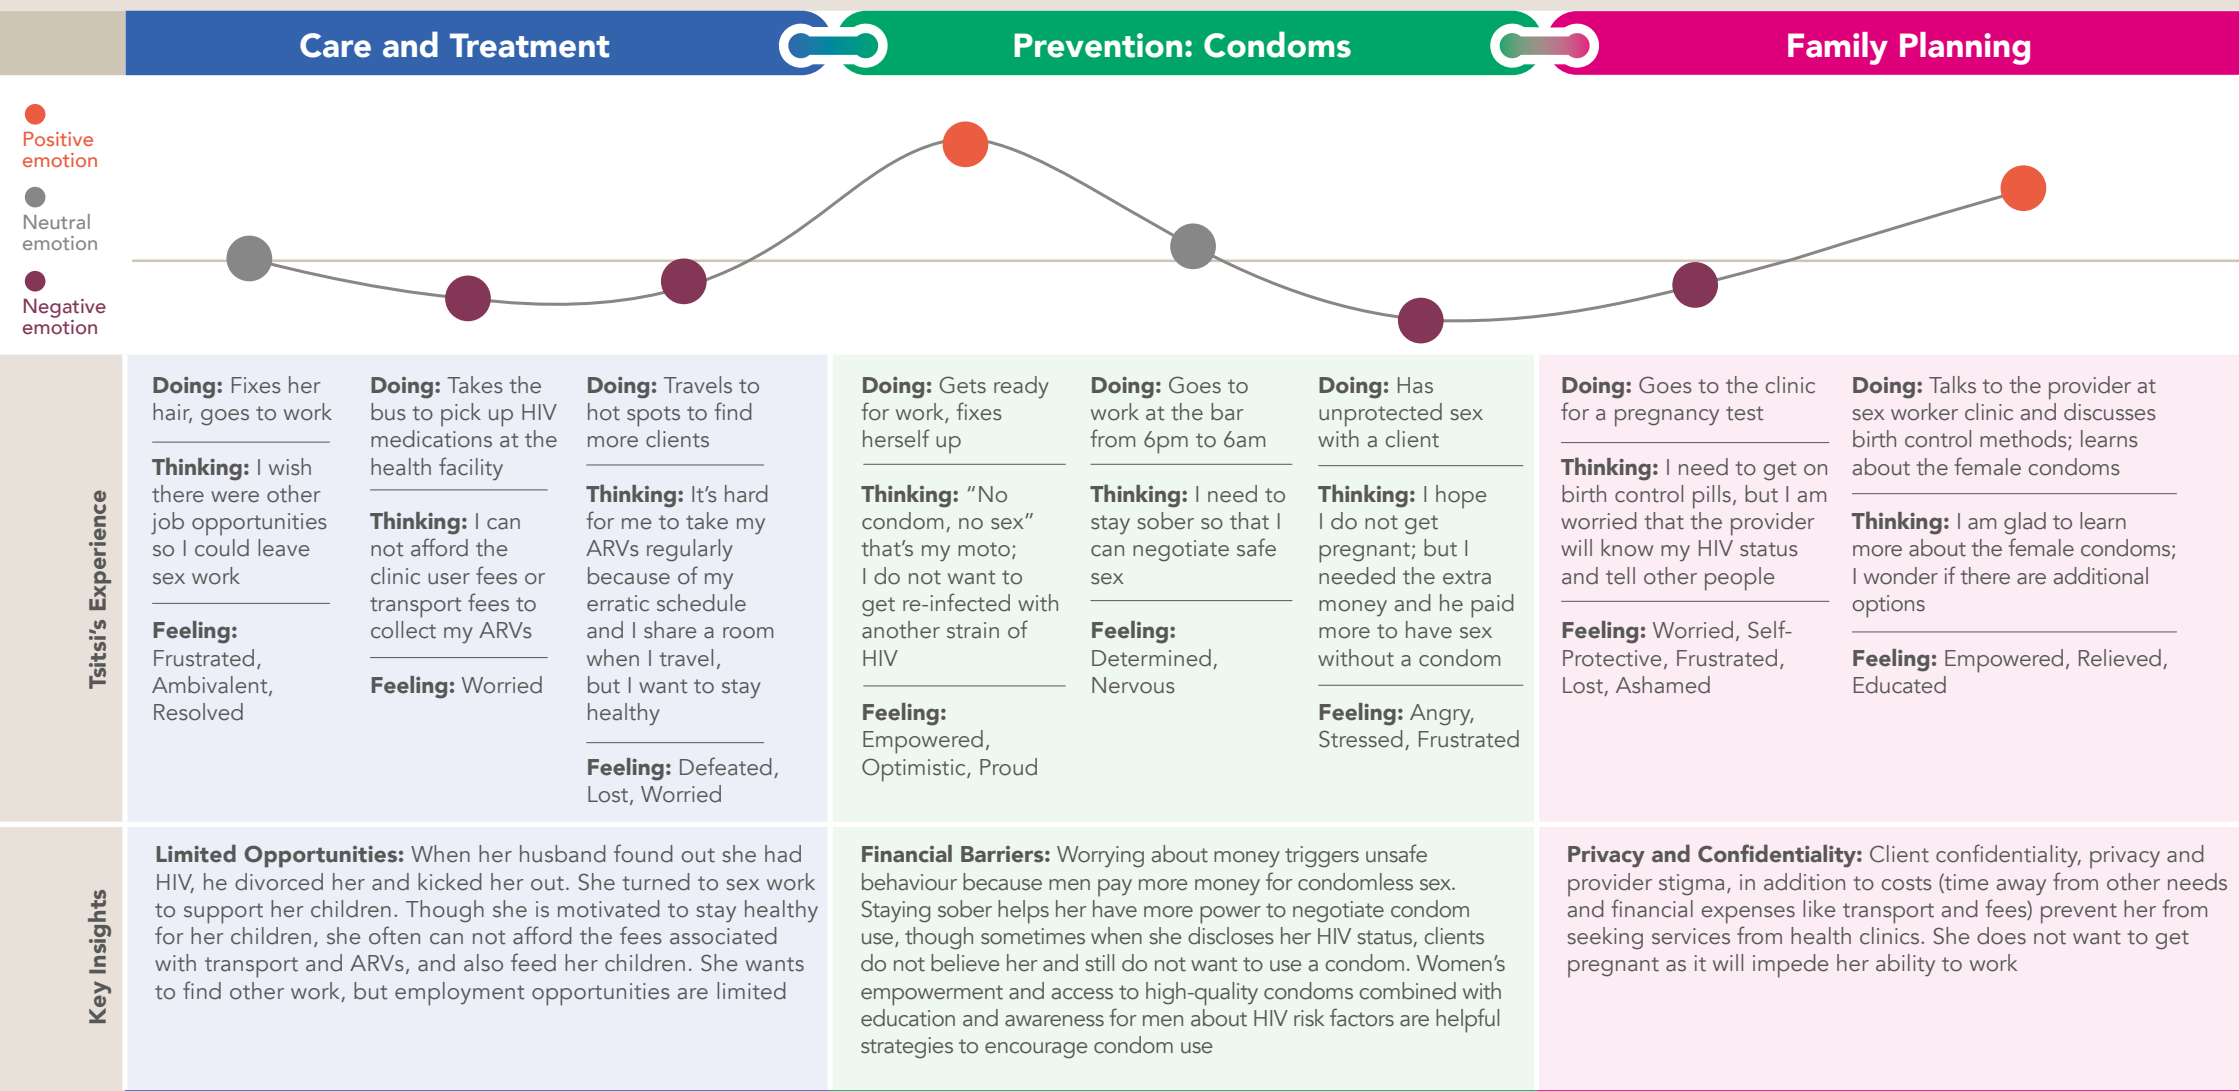 Care and Treatment
Prevention: Condoms
Family Planning
Positive
emotion
Neutral
emotion
Negative
emotion
Tsitsi's Experience
Doing: Fixes her
hair, goes to work
Thinking: I wish
there were other
job opportunities
so I could leave
sex work
Feeling:
Frustrated,
Ambivalent,
Resolved
Doing: Takes the
bus to pick up HIV
medications at the
health facility
Thinking: I can
not afford the
clinic user fees or
transport fees to
collect my ARVs
Feeling: Worried
Doing: Travels to
hot spots to find
more clients
Thinking: It's hard
for me to take my
ARVs regularly
because of my
erratic schedule
and I share a room
when I travel,
but I want to stay
healthy
Feeling: Defeated,
Lost, Worried
Doing: Gets ready
for work, fixes
herself up
Thinking: "No
condom, no sex"
that's my moto;
I do not want to
get re-infected with
another strain of
HIV
Feeling:
Empowered,
Optimistic, Proud
Doing: Goes to
work at the bar
from 6pm to 6am
Thinking: I need to
stay sober so that I
can negotiate safe
sex
Feeling:
Determined,
Nervous
Doing: Has
unprotected sex
with a client
Thinking: I hope
I do not get
pregnant; but I
needed the extra
money and he paid
more to have sex
without a condom
Feeling: Angry,
Stressed, Frustrated
Doing: Goes to the clinic
for a pregnancy test
Thinking: I need to get on
birth control pills, but I am
worried that the provider
will know my HIV status
and tell other people
Feeling: Worried, Self-
Protective, Frustrated,
Lost, Ashamed
Doing: Talks to the provider at
sex worker clinic and discusses
birth control methods; learns
about the female condoms
Thinking: I am glad to learn
more about the female condoms;
I wonder if there are additional
options
Feeling: Empowered, Relieved,
Educated
Key Insights
Limited Opportunities: When her husband found out she had
HIV, he divorced her and kicked her out. She turned to sex work
to support her children. Though she is motivated to stay healthy
for her children, she often can not afford the fees associated
with transport and ARVs, and also feed her children. She wants
to find other work, but employment opportunities are limited
Financial Barriers: Worrying about money triggers unsafe
behaviour because men pay more money for condomless sex.
Staying sober helps her have more power to negotiate condom
use, though sometimes when she discloses her HIV status, clients
do not believe her and still do not want to use a condom. Women's
empowerment and access to high-quality condoms combined with
education and awareness for men about HIV risk factors are helpful
strategies to encourage condom use
Privacy and Confidentiality: Client confidentiality, privacy and
provider stigma, in addition to costs (time away from other needs
and financial expenses like transport and fees) prevent her from
seeking services from health clinics. She does not want to get
pregnant as it will impede her ability to work